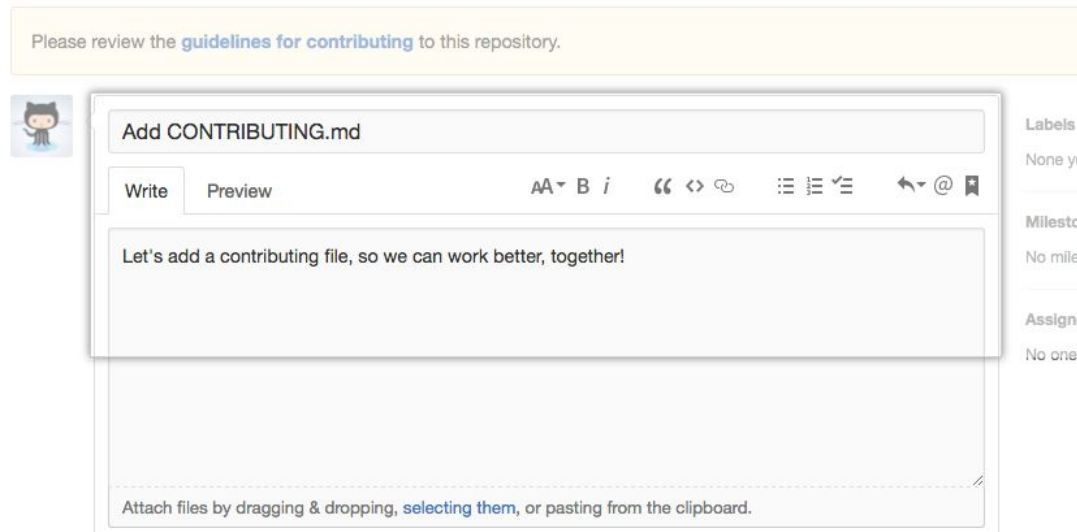 Please review the guidelines for contributing to this repository.
Add CONTRIBUTING.md
Labels
None
Write Preview AA B i
Let's add a contributing file, so we can work better, together!
No
Assign
No one
Attach files by dragging & dropping, selecting them, or pasting from the clipboard.